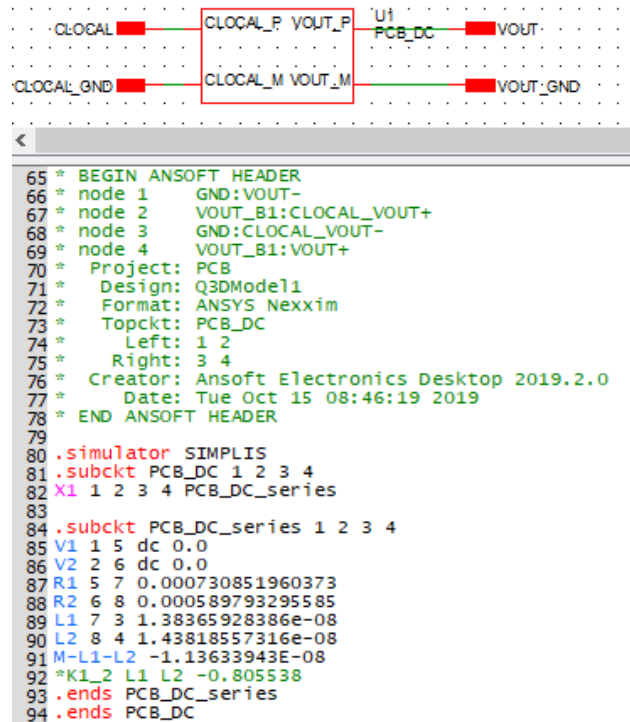 CLOCAL CLOCAL_P VOUT_P U1 VOUT
PCB_DC
CLOCAL_GND CLOCAL_M VOUT_M VOUT_GND
<
65 * BEGIN ANSOFT HEADER
66 * node 1 GND:VOUT-
67 * node 2 VOUT_B1:CLOCAL_VOUT+
68 * node 3 GND:CLOCAL_VOUT-
69 * node 4 VOUT_B1:VOUT+
70 * Project: PCB
71 * Design: Q3DModel1
72 * Format: ANSYS Nexxim
73 * Topckt: PCB_DC
74 * Left: 1 2
75 * Right: 3 4
76 * Creator: Ansoft Electronics Desktop 2019.2.0
77 * Date: Tue Oct 15 08:46:19 2019
78 * END ANSOFT HEADER
79
80 .simulator SIMPLIS
81 .subckt PCB_DC 1 2 3 4
82 X1 1 2 3 4 PCB_DC_series
83
84 .subckt PCB_DC_series 1 2 3 4
85 V1 1 5 dc 0.0
86 V2 2 6 dc 0.0
87 R1 5 7 0.000730851960373
88 R2 6 8 0.000589793295585
89 L1 7 3 1.38365928386e-08
90 L2 8 4 1.43818557316e-08
91 M-L1-L2 -1.13633943E-08
92 *K1_2 L1 L2 -0.805538
93 .ends PCB_DC_series
94 .ends PCB_DC